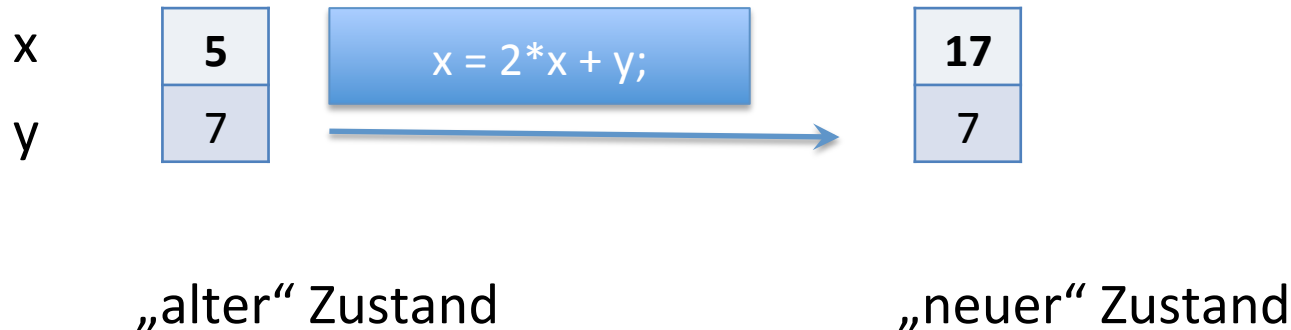 x 5 x = 2*x + y; 17
y 7 7
„alter“ Zustand „neuer“ Zustand